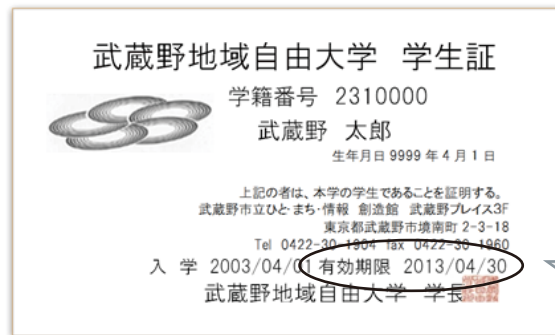 武蔵野地域自由大学 学生証
学籍番号 2310000
武蔵野 太郎
生年月日 9999 年 4 月 1 日
上記の者は、本学の学生であることを証明する。
武蔵野市立ひと・まち・情報 創造館 武蔵野プレイス3F
東京都武蔵野市境南町 2-3-18
Tel 0422-30-1904 fax 0422-30-1960
入 学 2003/04/01 有効期限 2013/04/30
武蔵野地域自由大学 学長